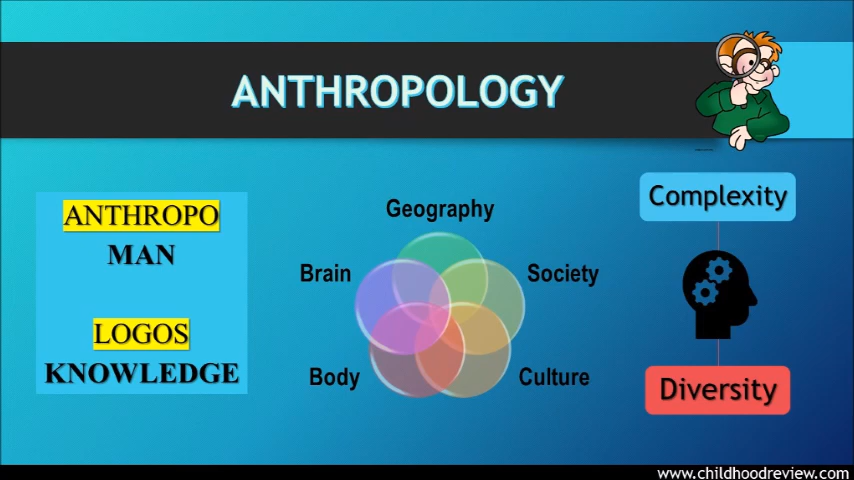 ANTHROPOLOGY
ANTHROPO
MAN
LOGOS
KNOWLEDGE
Geography
Brain
Society
Body
Culture
Complexity
Diversity
www.childhoodreview.com